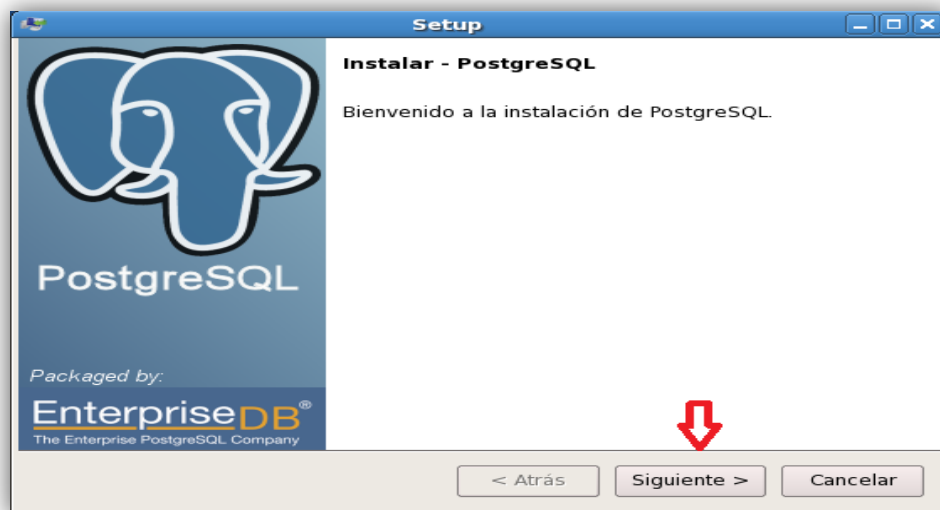 Setup
Instalar - PostgreSQL
Bienvenido a la instalación de PostgreSQL.
PostgreSQL
Packaged by:
EnterpriseDB®
The Enterprise PostgreSQL Company
< Atrás
Siguiente >
Cancelar